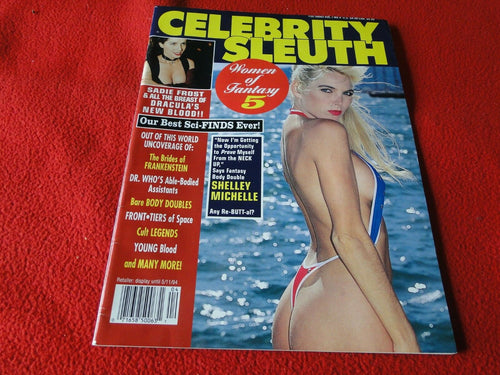 CELEBRITY
SLEUTH
Women
of
Fantasy
5
SADIE FROST
& ALL THE BREAST OF
DRACULA'S
NEW BLOOD!!
Our Best Sci-FINDS Ever!
OUT OF THIS WORLD
UNCOVERAGE OF:
The Brides of
FRANKENSTEIN
DR. WHO'S Able-Bodied
Assistants
Bare BODY DOUBLES
FRONT•TIERS of Space
Cult LEGENDS
YOUNG Blood
and MANY MORE!
"Now I'm Getting
the Opportunity
to Prove Myself
From the NECK
UP,"
Says Fantasy
Body Double
SHELLEY
MICHELLE
Any Re-BUTT-al?
Retailer: display until 5/11/94
04